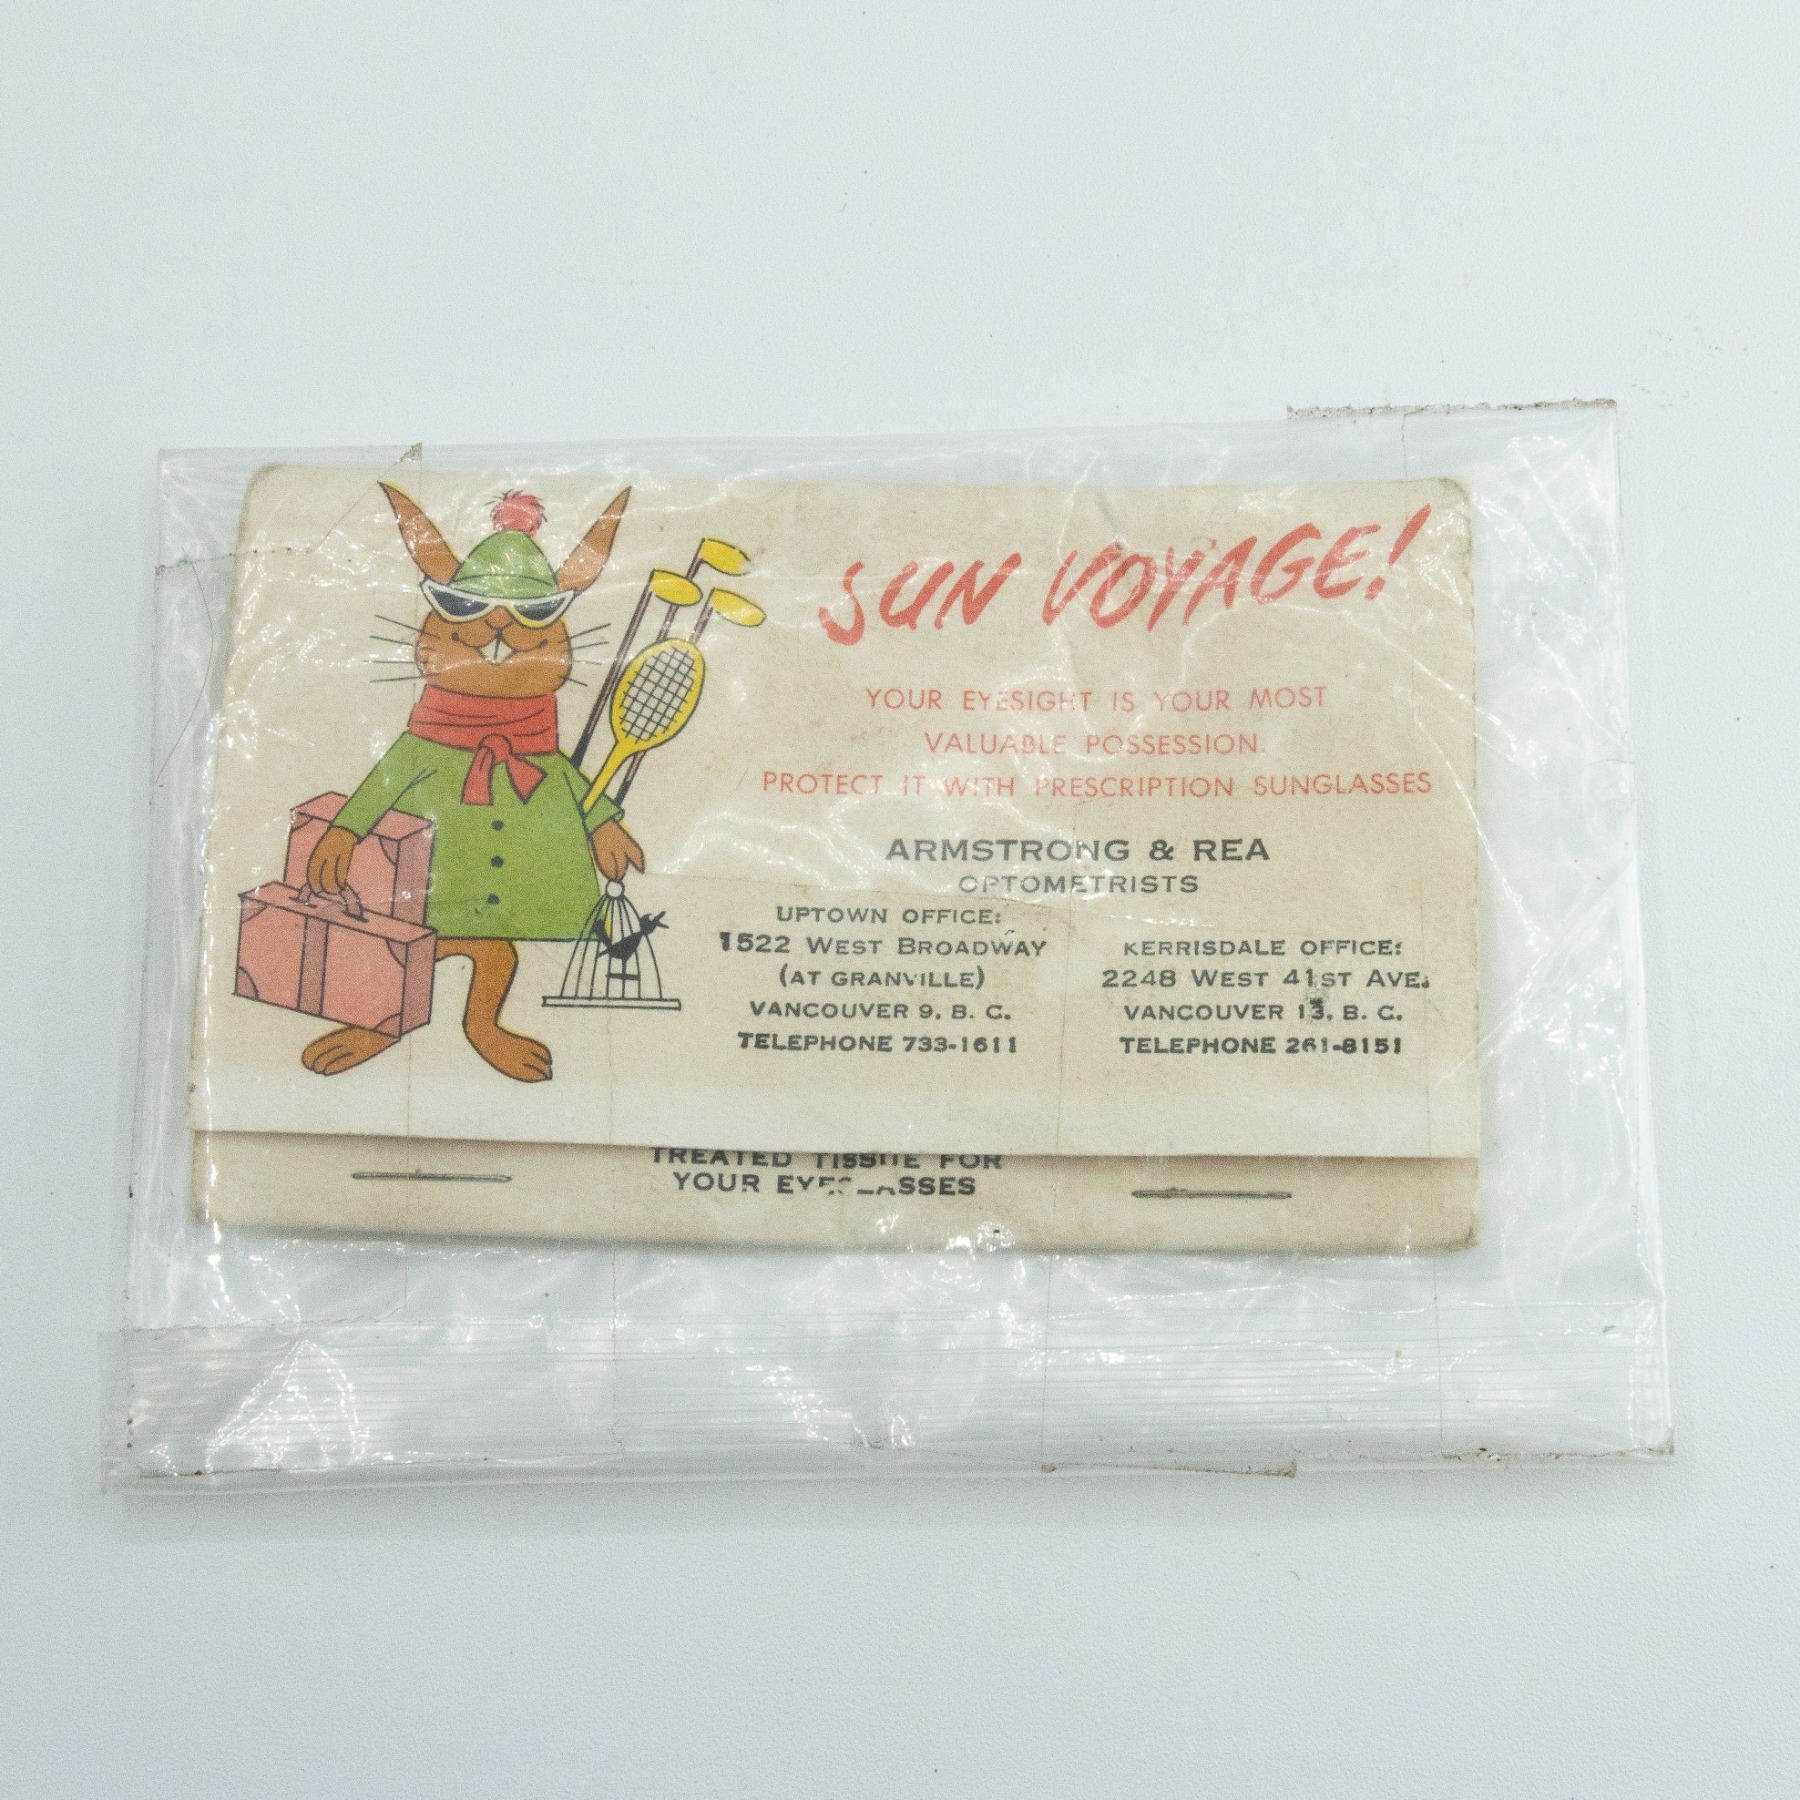 SUN VOYAGE!
YOUR EYESIGHT IS YOUR MOST
VALUABLE POSSESSION.
PROTECT IT WITH PRESCRIPTION SUNGLASSES
ARMSTRONG & REA
OPTOMETRISTS
UPTOWN OFFICE:
1522 WEST BROADWAY
(AT GRANVILLE)
VANCOUVER 9, B. C.
TELEPHONE 733-1611
KERRISDALE OFFICE:
2248 WEST 41ST AVE.
VANCOUVER 13, B. C.
TELEPHONE 261-8151
TREATED TISSUE FOR
YOUR EYEGLASSES